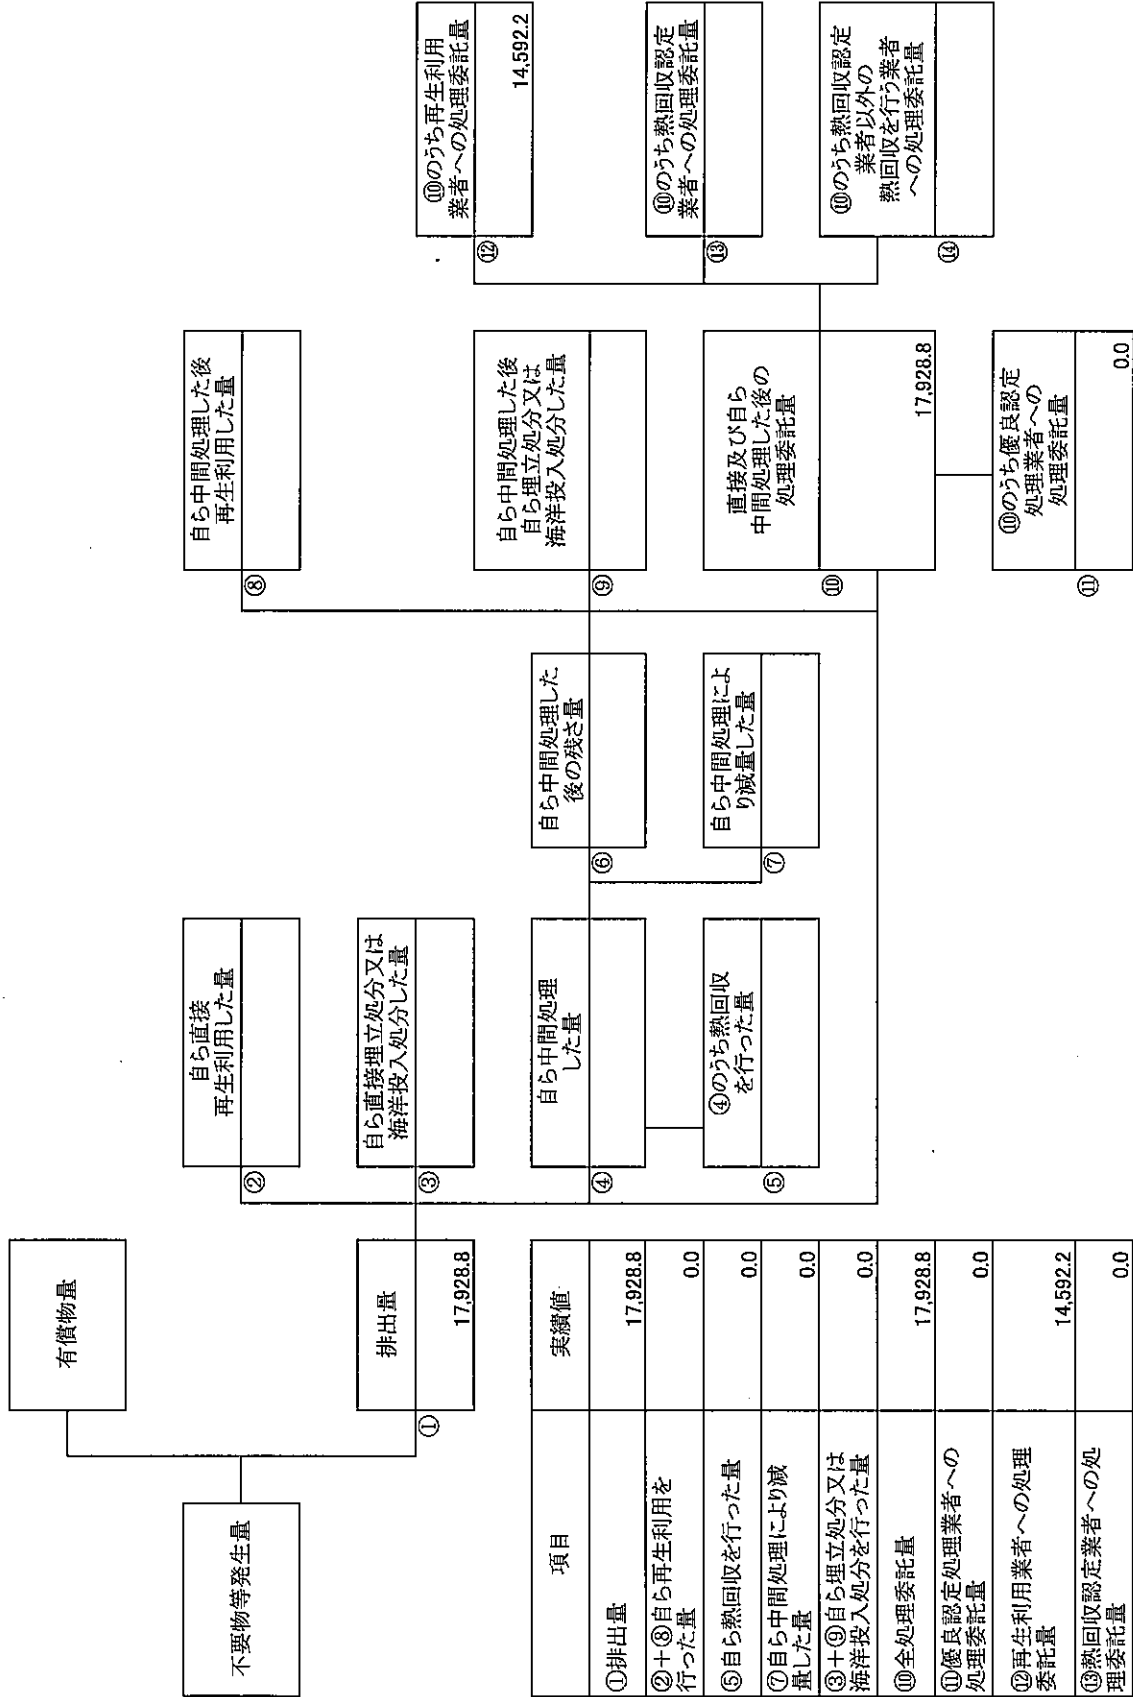 不要物等発生量
有償物量
①
排出量
17,928.8
②
自ら直接
再生利用した量
③
自ら直接埋立処分又は
海洋投入処分した量
④
自ら中間処理
した量
⑤
④のうち熱回収
を行った量
⑥
自ら中間処理した
後の残さ量
⑦
自ら中間処理によ
り減量した量
⑧
自ら中間処理した後
再生利用した量
⑨
自ら中間処理した後
自ら埋立処分又は
海洋投入処分した量
⑩
直接及び自ら
中間処理した後の
処理委託量
17,928.8
⑪
⑩のうち優良認定
処理業者への
処理委託量
0.0
⑫
⑩のうち再生利用
業者への処理委託量
14,592.2
⑬
⑩のうち熱回収認定
業者への処理委託量
⑭
⑩のうち熱回収認定
業者以外の
熱回収を行う業者
への処理委託量
項目
実績値
①排出量
17,928.8
②+⑧自ら再生利用を
行った量
0.0
⑤自ら熱回収を行った量
0.0
⑦自ら中間処理により減
量した量
0.0
③+⑨自ら埋立処分又は
海洋投入処分を行った量
0.0
⑩全処理委託量
17,928.8
⑪優良認定処理業者への
処理委託量
0.0
⑫再生利用業者への処理
委託量
14,592.2
⑬熱回収認定業者への処
理委託量
0.0